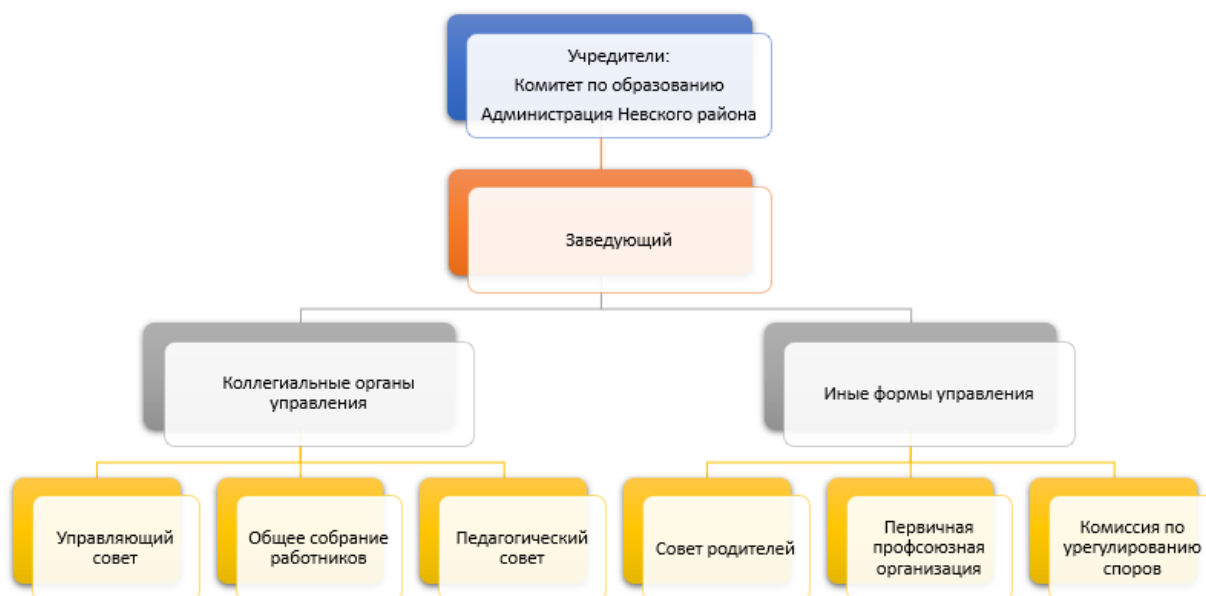 Учредители:
Комитет по образованию
Администрация Невского района
Заведующий
Коллегиальные органы
управления
Иные формы управления
Управляющий
совет
Общее собрание
работников
Педагогический
совет
Совет родителей
Первичная
профсоюзная
организация
Комиссия по
урегулированию
споров